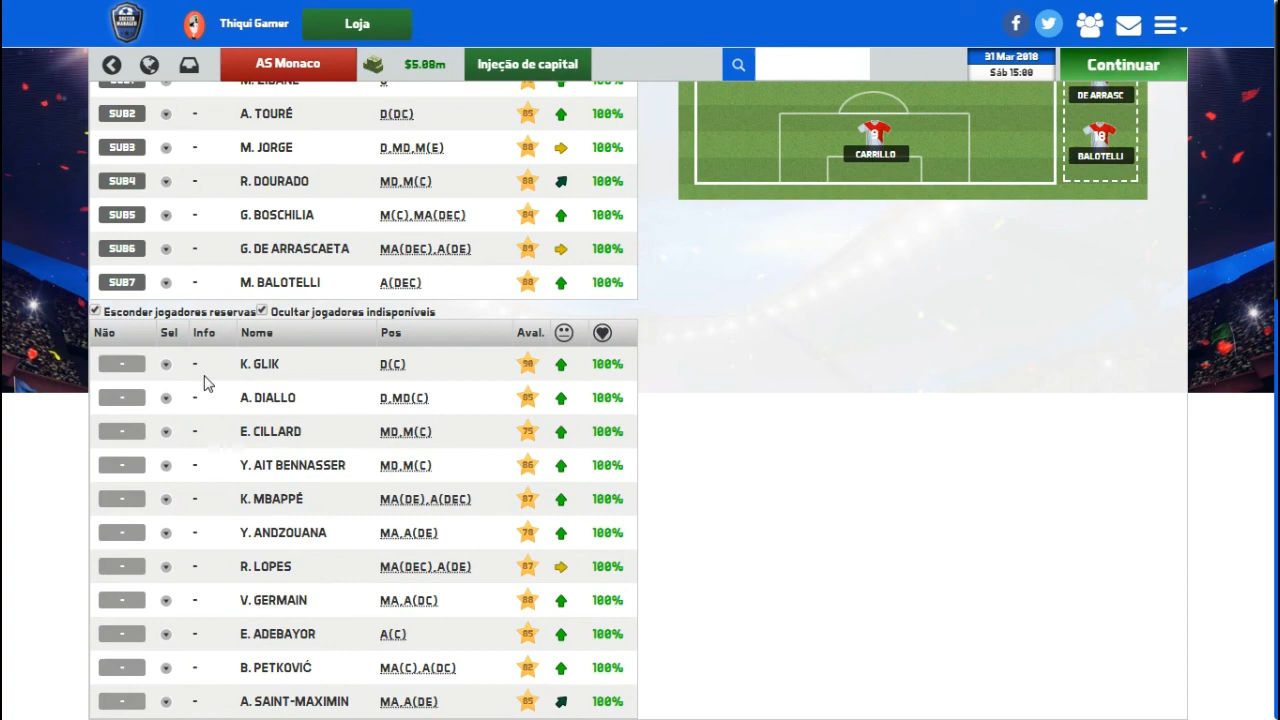 SOCCER MANAGER
Thiqui Gamer
Loja
AS Monaco
$5.08m
Injeção de capital
31 Mar 2018
Sáb 15:00
Continuar
SUB2 - A. TOURÉ D(DC) 85 100%
SUB3 - M. JORGE D,MD,M(E) 88 100%
SUB4 - R. DOURADO MD,M(C) 88 100%
SUB5 - G. BOSCHILIA M(C),MA(DEC) 84 100%
SUB6 - G. DE ARRASCAETA MA(DEC),A(DE) 89 100%
SUB7 - M. BALOTELLI A(DEC) 88 100%
DE ARRASC
9
CARRILLO
18
BALOTELLI
Esconder jogadores reservas Ocultar jogadores indisponíveis
Não Sel Info Nome Pos Aval.
- - K. GLIK D(C) 90 100%
- - A. DIALLO D,MD(C) 85 100%
- - E. CILLARD MD,M(C) 75 100%
- - Y. AIT BENNASSER MD,M(C) 86 100%
- - K. MBAPPÉ MA(DE),A(DEC) 87 100%
- - Y. ANDZOUANA MA,A(DE) 78 100%
- - R. LOPES MA(DEC),A(DE) 87 100%
- - V. GERMAIN MA,A(DC) 88 100%
- - E. ADEBAYOR A(C) 85 100%
- - B. PETKOVIĆ MA(C),A(DC) 82 100%
- - A. SAINT-MAXIMIN MA,A(DE) 85 100%